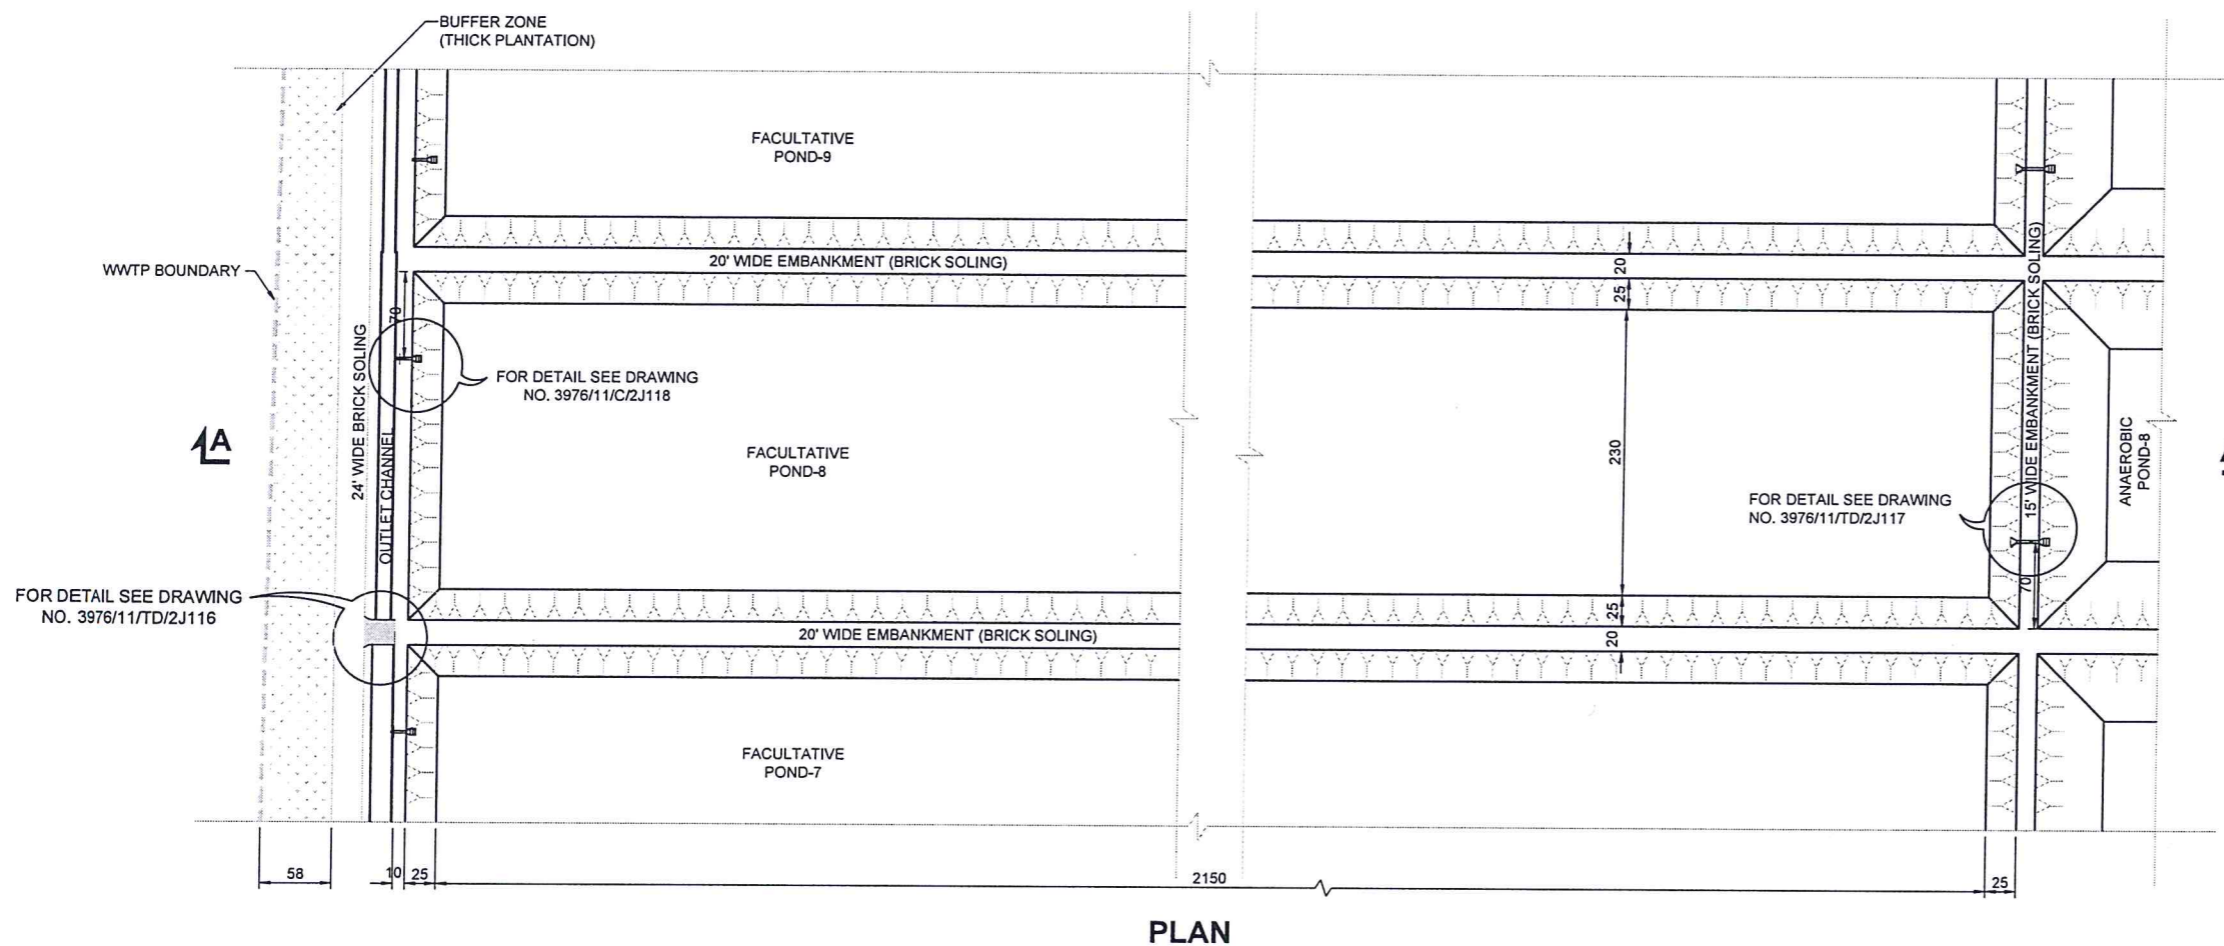 BUFFER ZONE
(THICK PLANTATION)
FACULTATIVE
POND-9
WWTP BOUNDARY
20' WIDE EMBANKMENT (BRICK SOLING)
20
25
70
24' WIDE BRICK SOLING
OUTLET CHANNEL
FOR DETAIL SEE DRAWING
NO. 3976/11/C/2J118
A
FACULTATIVE
POND-8
230
15' WIDE EMBANKMENT (BRICK SOLING)
ANAEROBIC
POND-8
FOR DETAIL SEE DRAWING
NO. 3976/11/TD/2J117
70
FOR DETAIL SEE DRAWING
NO. 3976/11/TD/2J116
25
20
20' WIDE EMBANKMENT (BRICK SOLING)
FACULTATIVE
POND-7
58
10
25
2150
25
PLAN